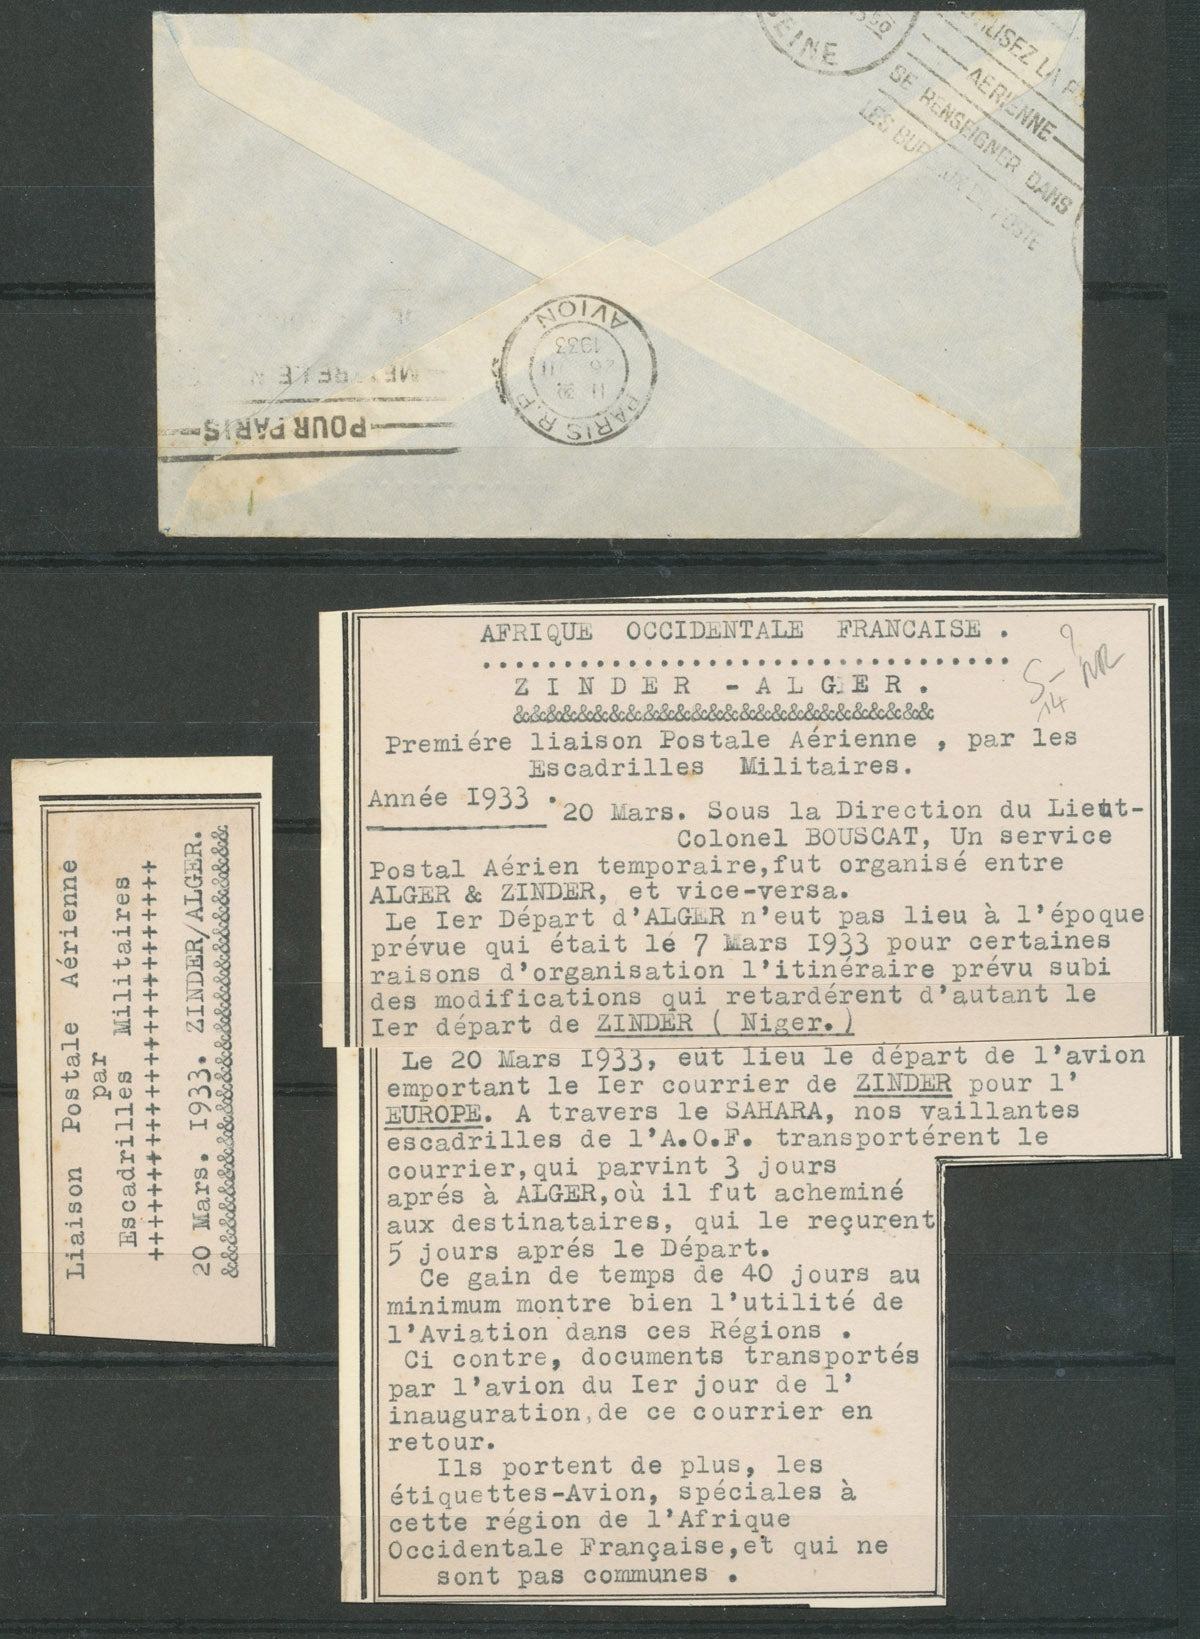 EINE
AERIENNE
SE RENSEIGNER DANS
AVION
1933
PARIS R.P
POUR PARIS
AFRIQUE OCCIDENTALE FRANCAISE .
....................................
Z I N D E R - A L G E R .
&&&&&&&&&&&&&&&&&&&&&&&&&&&&&&&&&&&&
Premiére liaison Postale Aérienne , par les
Escadrilles Militaires.
Année I933 .
20 Mars. Sous la Direction du Lieut-
Colonel BOUSCAT, Un service
Postal Aérien temporaire,fut organisé entre
ALGER & ZINDER, et vice-versa.
Le Ier Départ d'ALGER n'eut pas lieu à l'époque
prévue qui était lé 7 Mars I933 pour certaines
raisons d'organisation l'itinéraire prévu subi
des modifications qui retardérent d'autant le
Ier départ de ZINDER ( Niger.)
Le 20 Mars I933, eut lieu le départ de l'avion
emportant le Ier courrier de ZINDER pour l'
EUROPE. A travers le SAHARA, nos vaillantes
escadrilles de l'A.O.F. transportérent le
courrier,qui parvint 3 jours
aprés à ALGER,où il fut acheminé
aux destinataires, qui le reçurent
5 jours aprés le Départ.
Ce gain de temps de 40 jours au
minimum montre bien l'utilité de
l'Aviation dans ces Régions .
Ci contre, documents transportés
par l'avion du Ier jour de l'
inauguration,de ce courrier en
retour.
Ils portent de plus, les
étiquettes-Avion, spéciales à
cette région de l'Afrique
Occidentale Française,et qui ne
sont pas communes .
Liaison Postale Aérienne
par
Escadrilles Militaires
++++++++++++++++++++++++++++
20 Mars. I933. ZINDER/ALGER.
&&&&&&&&&&&&&&&&&&&&&&&&&&&&&&&&&&&&